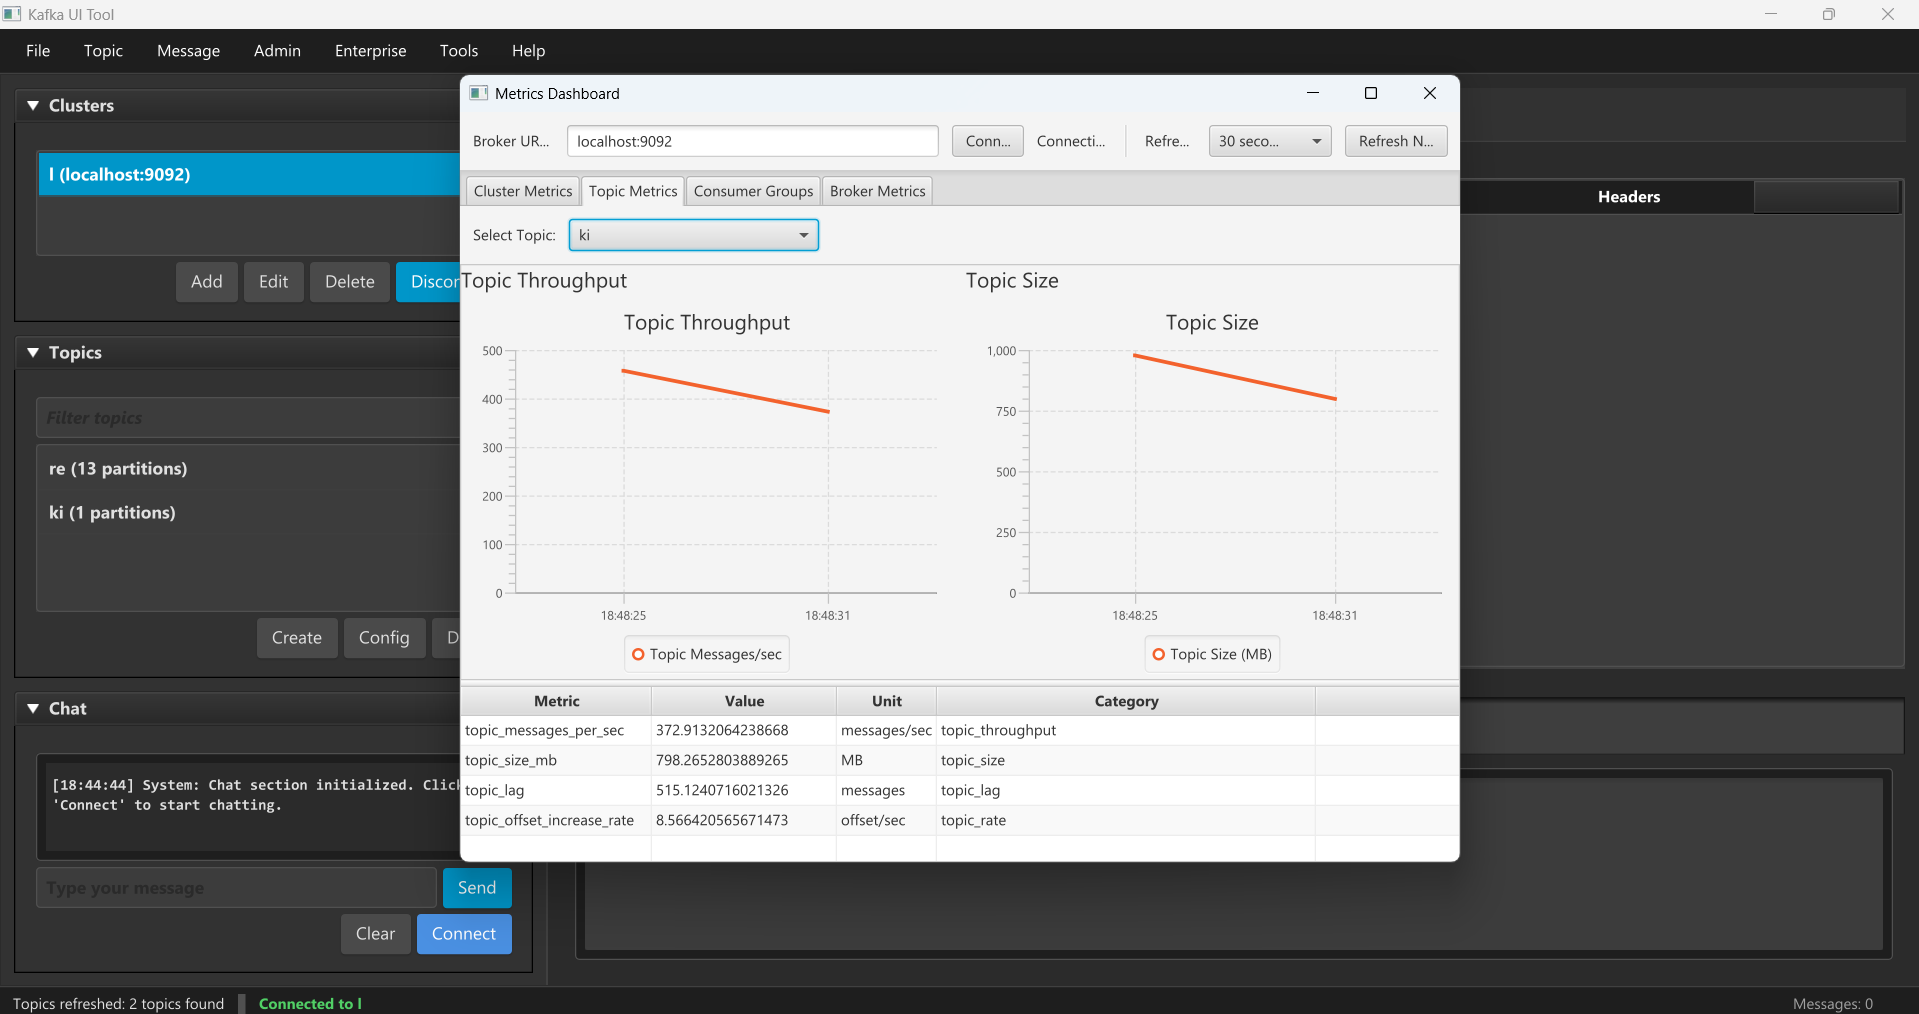 Kafka UI Tool
File Topic Message Admin Enterprise Tools Help
Clusters
l (localhost:9092)
Add Edit Delete Discon
Topics
Filter topics
re (13 partitions)
ki (1 partitions)
Create Config D
Chat
[18:44:44] System: Chat section initialized. Click
'Connect' to start chatting.
Type your message
Send
Clear Connect
Topics refreshed: 2 topics found Connected to l
Messages: 0
Headers
Metrics Dashboard
Broker UR... localhost:9092 Conn... Connecti... Refre... 30 seco... Refresh N...
Cluster Metrics Topic Metrics Consumer Groups Broker Metrics
Select Topic: ki
Topic Throughput
Topic Throughput
500
400
300
200
100
0
18:48:25 18:48:31
Topic Messages/sec
Topic Size
Topic Size
1,000
750
500
250
0
18:48:25 18:48:31
Topic Size (MB)
Metric Value Unit Category
topic_messages_per_sec 372.9132064238668 messages/sec topic_throughput
topic_size_mb 798.2652803889265 MB topic_size
topic_lag 515.1240716021326 messages topic_lag
topic_offset_increase_rate 8.566420565671473 offset/sec topic_rate